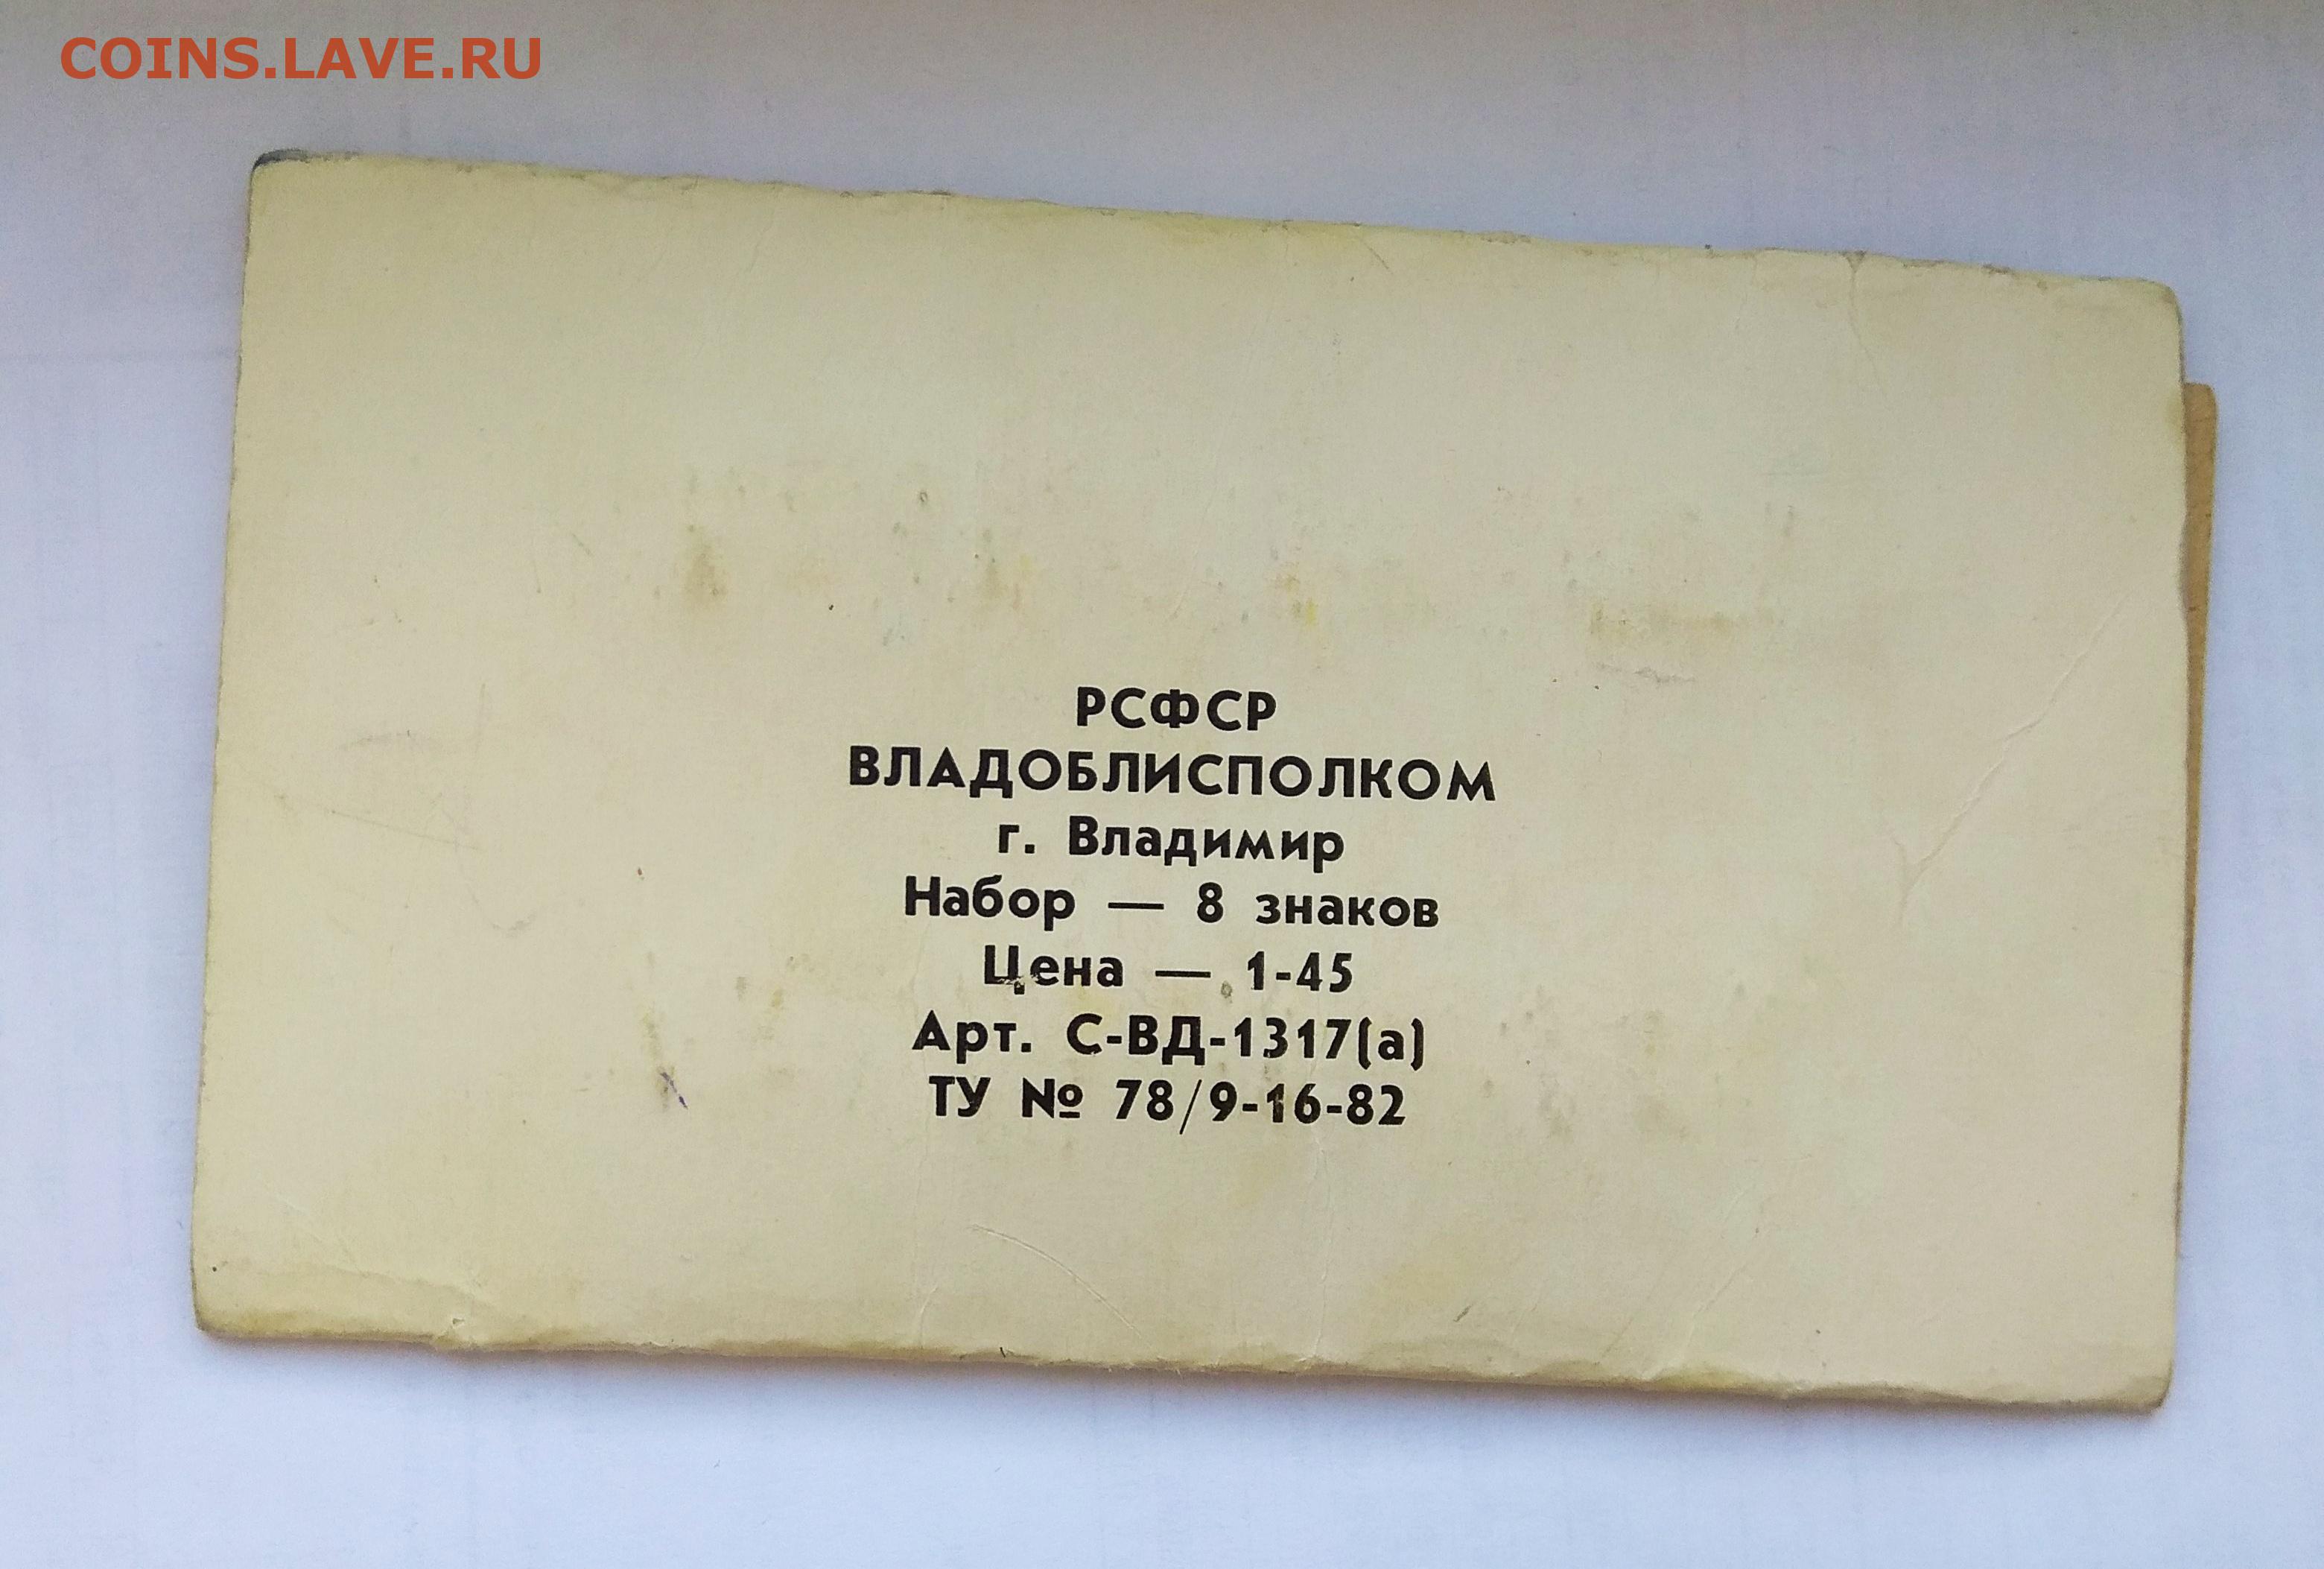 COINS.LAVE.RU
РСФСР
ВЛАДОБЛИСПОЛКОМ
г. Владимир
Набор — 8 знаков
Цена — 1-45
Арт. С-ВД-1317(а)
ТУ № 78/9-16-82